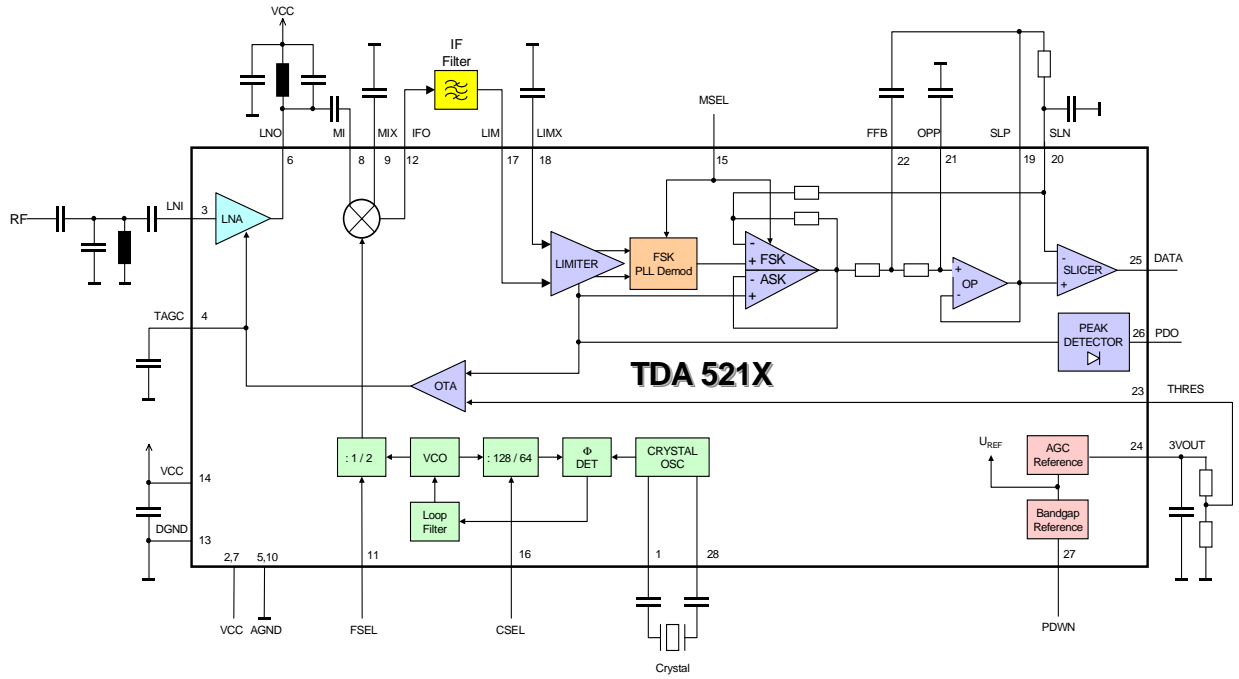 VCC
IF
Filter
MSEL
LNO
MI
MIX
IFO
LIM
LIMX
FFB
OPP
SLP
SLN
6
8
9
12
17
18
15
22
21
19
20
RF
LNI
3
LNA
LIMITER
FSK
PLL Demod
-
+
FSK
-
ASK
+
+
-
OP
-
+
SLICER
25
DATA
TAGC
4
OTA
TDA 521X
PEAK
DETECTOR
26
PDO
23
THRES
: 1 / 2
VCO
: 128 / 64
Φ
DET
CRYSTAL
OSC
Loop
Filter
UREF
AGC
Reference
24
3VOUT
Bandgap
Reference
VCC
14
DGND
13
2,7
5,10
11
16
1
28
27
VCC
AGND
FSEL
CSEL
PDWN
Crystal